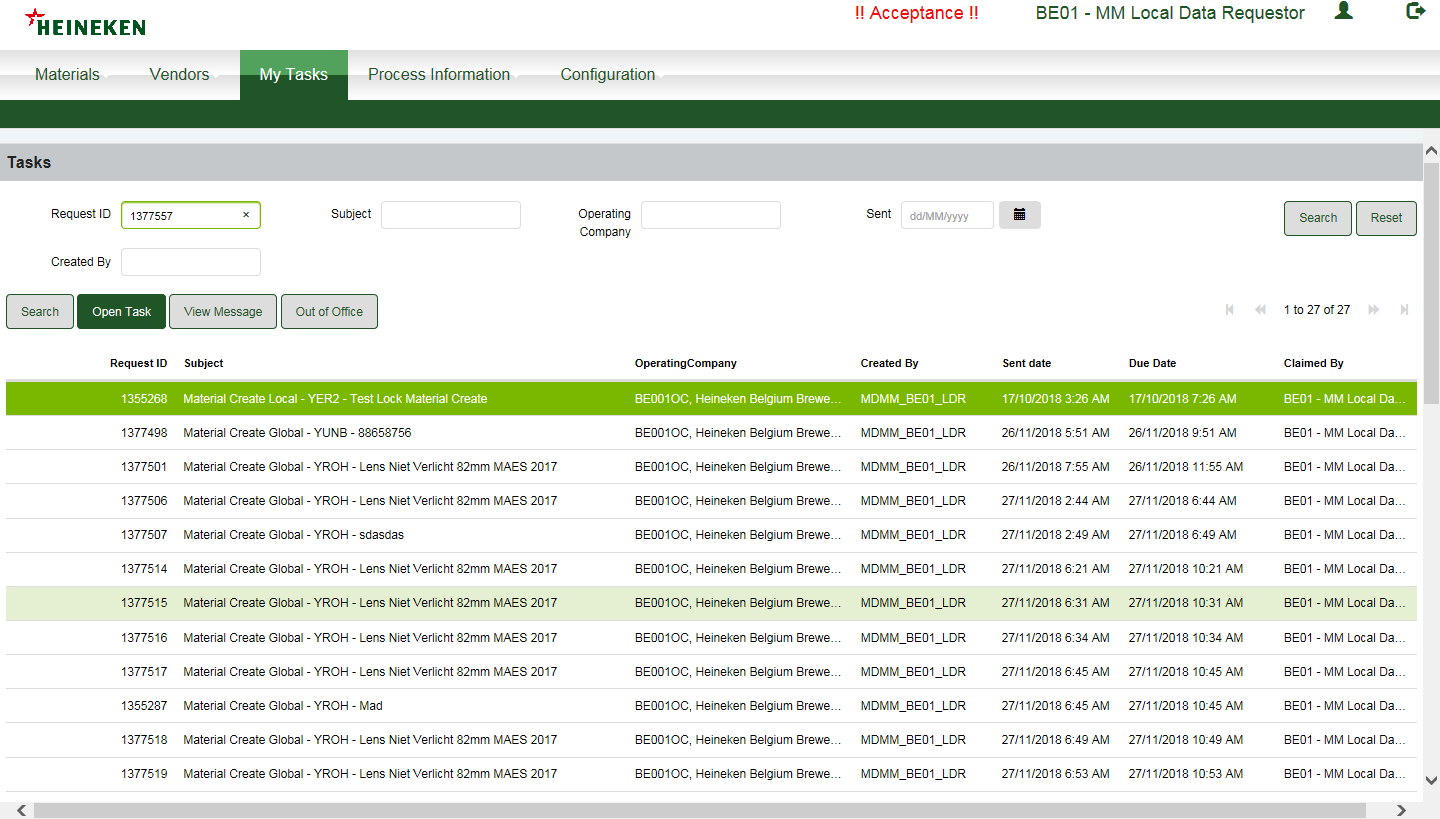 HEINEKEN
!! Acceptance !! BE01 - MM Local Data Requestor
Materials Vendors My Tasks Process Information Configuration
Tasks
Request ID 1377557 × Subject Operating Company Sent dd/MM/yyyy Search Reset
Created By
Search Open Task View Message Out of Office 1 to 27 of 27
Request ID Subject OperatingCompany Created By Sent date Due Date Claimed By
1355268 Material Create Local - YER2 - Test Lock Material Create BE001OC, Heineken Belgium Brewe... MDMM_BE01_LDR 17/10/2018 3:26 AM 17/10/2018 7:26 AM BE01 - MM Local Da...
1377498 Material Create Global - YUNB - 88658756 BE001OC, Heineken Belgium Brewe... MDMM_BE01_LDR 26/11/2018 5:51 AM 26/11/2018 9:51 AM BE01 - MM Local Da...
1377501 Material Create Global - YROH - Lens Niet Verlicht 82mm MAES 2017 BE001OC, Heineken Belgium Brewe... MDMM_BE01_LDR 26/11/2018 7:55 AM 26/11/2018 11:55 AM BE01 - MM Local Da...
1377506 Material Create Global - YROH - Lens Niet Verlicht 82mm MAES 2017 BE001OC, Heineken Belgium Brewe... MDMM_BE01_LDR 27/11/2018 2:44 AM 27/11/2018 6:44 AM BE01 - MM Local Da...
1377507 Material Create Global - YROH - sdasdas BE001OC, Heineken Belgium Brewe... MDMM_BE01_LDR 27/11/2018 2:49 AM 27/11/2018 6:49 AM BE01 - MM Local Da...
1377514 Material Create Global - YROH - Lens Niet Verlicht 82mm MAES 2017 BE001OC, Heineken Belgium Brewe... MDMM_BE01_LDR 27/11/2018 6:21 AM 27/11/2018 10:21 AM BE01 - MM Local Da...
1377515 Material Create Global - YROH - Lens Niet Verlicht 82mm MAES 2017 BE001OC, Heineken Belgium Brewe... MDMM_BE01_LDR 27/11/2018 6:31 AM 27/11/2018 10:31 AM BE01 - MM Local Da...
1377516 Material Create Global - YROH - Lens Niet Verlicht 82mm MAES 2017 BE001OC, Heineken Belgium Brewe... MDMM_BE01_LDR 27/11/2018 6:34 AM 27/11/2018 10:34 AM BE01 - MM Local Da...
1377517 Material Create Global - YROH - Lens Niet Verlicht 82mm MAES 2017 BE001OC, Heineken Belgium Brewe... MDMM_BE01_LDR 27/11/2018 6:45 AM 27/11/2018 10:45 AM BE01 - MM Local Da...
1355287 Material Create Global - YROH - Mad BE001OC, Heineken Belgium Brewe... MDMM_BE01_LDR 27/11/2018 6:45 AM 27/11/2018 10:45 AM BE01 - MM Local Da...
1377518 Material Create Global - YROH - Lens Niet Verlicht 82mm MAES 2017 BE001OC, Heineken Belgium Brewe... MDMM_BE01_LDR 27/11/2018 6:49 AM 27/11/2018 10:49 AM BE01 - MM Local Da...
1377519 Material Create Global - YROH - Lens Niet Verlicht 82mm MAES 2017 BE001OC, Heineken Belgium Brewe... MDMM_BE01_LDR 27/11/2018 6:53 AM 27/11/2018 10:53 AM BE01 - MM Local Da...